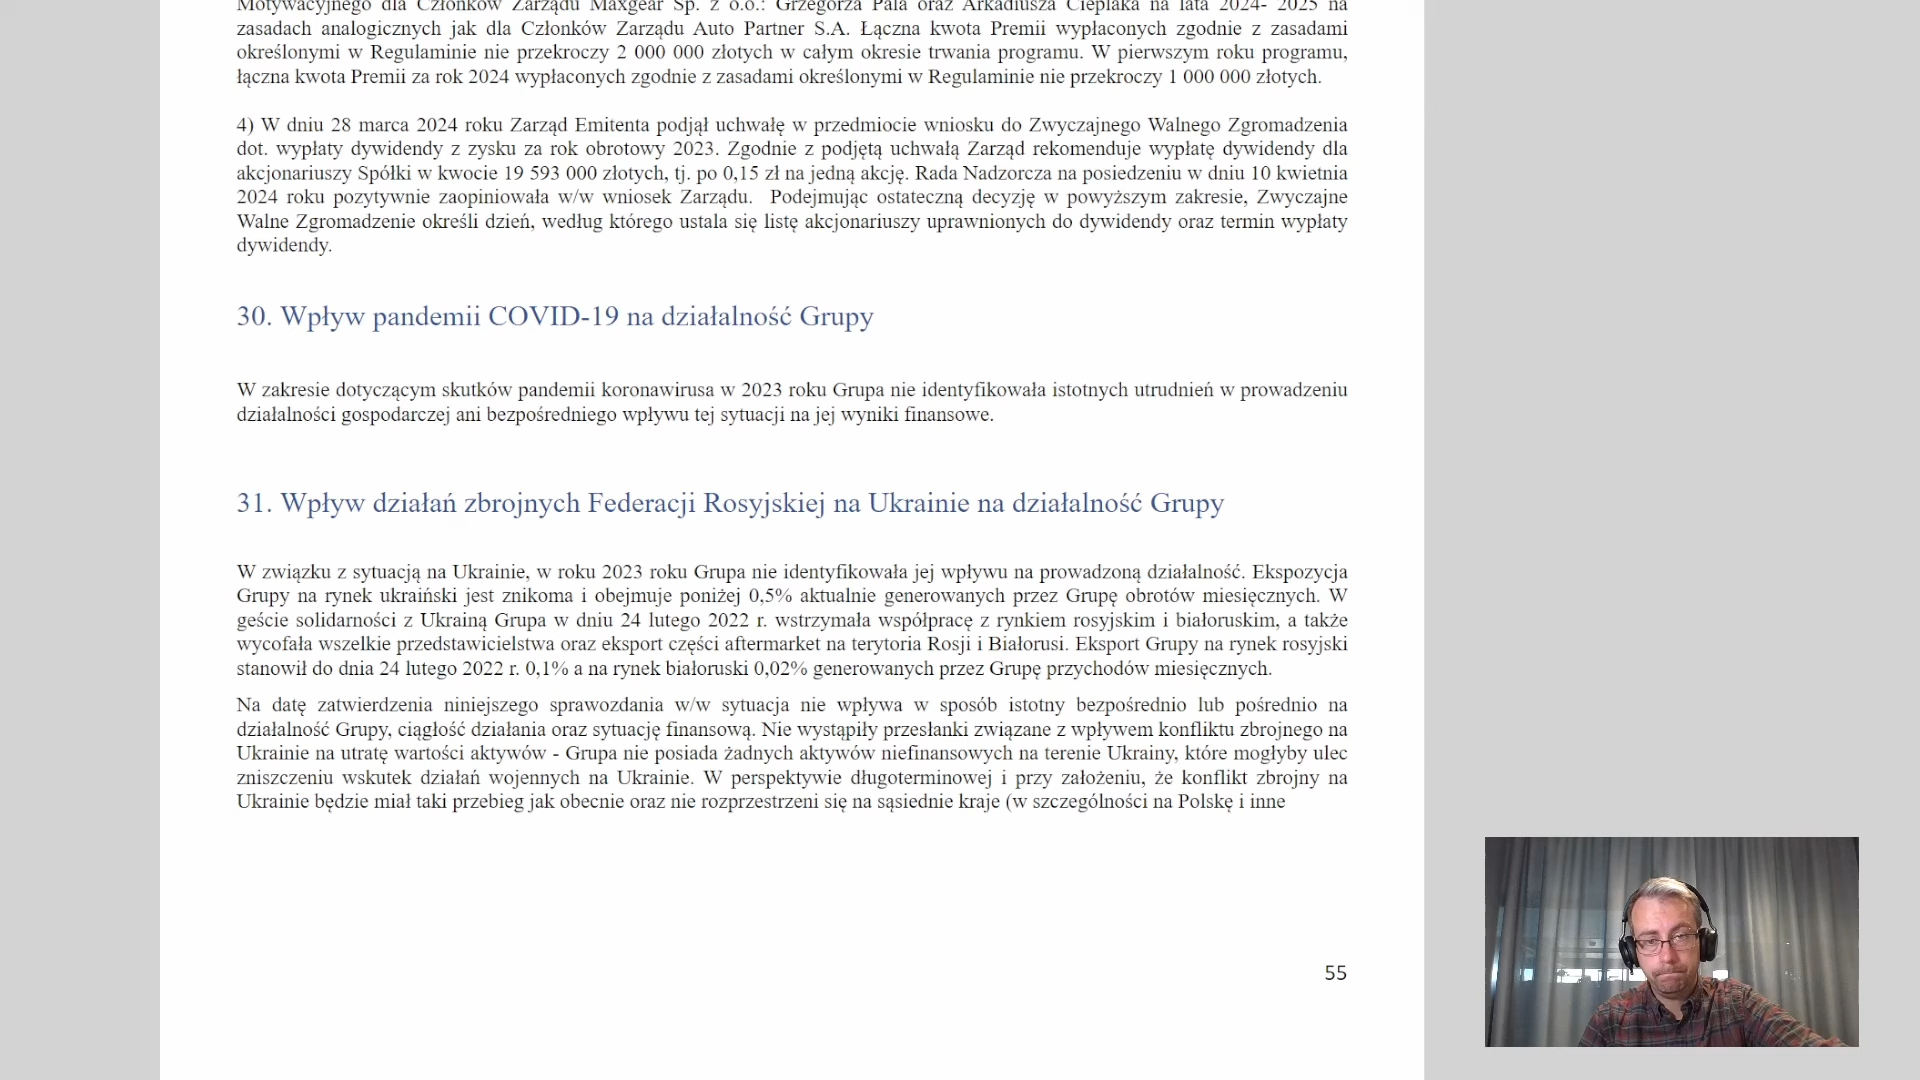 Motywacyjnego dla Członków Zarządu Maxgear Sp. z o.o.: Grzegorza Pala oraz Arkadiusza Cieplaka na lata 2024- 2025 na
zasadach analogicznych jak dla Członków Zarządu Auto Partner S.A. Łączna kwota Premii wypłaconych zgodnie z zasadami
określonymi w Regulaminie nie przekroczy 2 000 000 złotych w całym okresie trwania programu. W pierwszym roku programu,
łączna kwota Premii za rok 2024 wypłaconych zgodnie z zasadami określonymi w Regulaminie nie przekroczy 1 000 000 złotych.
4) W dniu 28 marca 2024 roku Zarząd Emitenta podjął uchwałę w przedmiocie wniosku do Zwyczajnego Walnego Zgromadzenia
dot. wypłaty dywidendy z zysku za rok obrotowy 2023. Zgodnie z podjętą uchwałą Zarząd rekomenduje wypłatę dywidendy dla
akcjonariuszy Spółki w kwocie 19 593 000 złotych, tj. po 0,15 zł na jedną akcję. Rada Nadzorcza na posiedzeniu w dniu 10 kwietnia
2024 roku pozytywnie zaopiniowała w/w wniosek Zarządu. Podejmując ostateczną decyzję w powyższym zakresie, Zwyczajne
Walne Zgromadzenie określi dzień, według którego ustala się listę akcjonariuszy uprawnionych do dywidendy oraz termin wypłaty
dywidendy.
30. Wpływ pandemii COVID-19 na działalność Grupy
W zakresie dotyczącym skutków pandemii koronawirusa w 2023 roku Grupa nie identyfikowała istotnych utrudnień w prowadzeniu
działalności gospodarczej ani bezpośredniego wpływu tej sytuacji na jej wyniki finansowe.
31. Wpływ działań zbrojnych Federacji Rosyjskiej na Ukrainie na działalność Grupy
W związku z sytuacją na Ukrainie, w roku 2023 roku Grupa nie identyfikowała jej wpływu na prowadzoną działalność. Ekspozycja
Grupy na rynek ukraiński jest znikoma i obejmuje poniżej 0,5% aktualnie generowanych przez Grupę obrotów miesięcznych. W
geście solidarności z Ukrainą Grupa w dniu 24 lutego 2022 r. wstrzymała współpracę z rynkiem rosyjskim i białoruskim, a także
wycofała wszelkie przedstawicielstwa oraz eksport części aftermarket na terytoria Rosji i Białorusi. Eksport Grupy na rynek rosyjski
stanowił do dnia 24 lutego 2022 r. 0,1% a na rynek białoruski 0,02% generowanych przez Grupę przychodów miesięcznych.
Na datę zatwierdzenia niniejszego sprawozdania w/w sytuacja nie wpływa w sposób istotny bezpośrednio lub pośrednio na
działalność Grupy, ciągłość działania oraz sytuację finansową. Nie wystąpiły przesłanki związane z wpływem konfliktu zbrojnego na
Ukrainie na utratę wartości aktywów - Grupa nie posiada żadnych aktywów niefinansowych na terenie Ukrainy, które mogłyby ulec
zniszczeniu wskutek działań wojennych na Ukrainie. W perspektywie długoterminowej i przy założeniu, że konflikt zbrojny na
Ukrainie będzie miał taki przebieg jak obecnie oraz nie rozprzestrzeni się na sąsiednie kraje (w szczególności na Polskę i inne
55